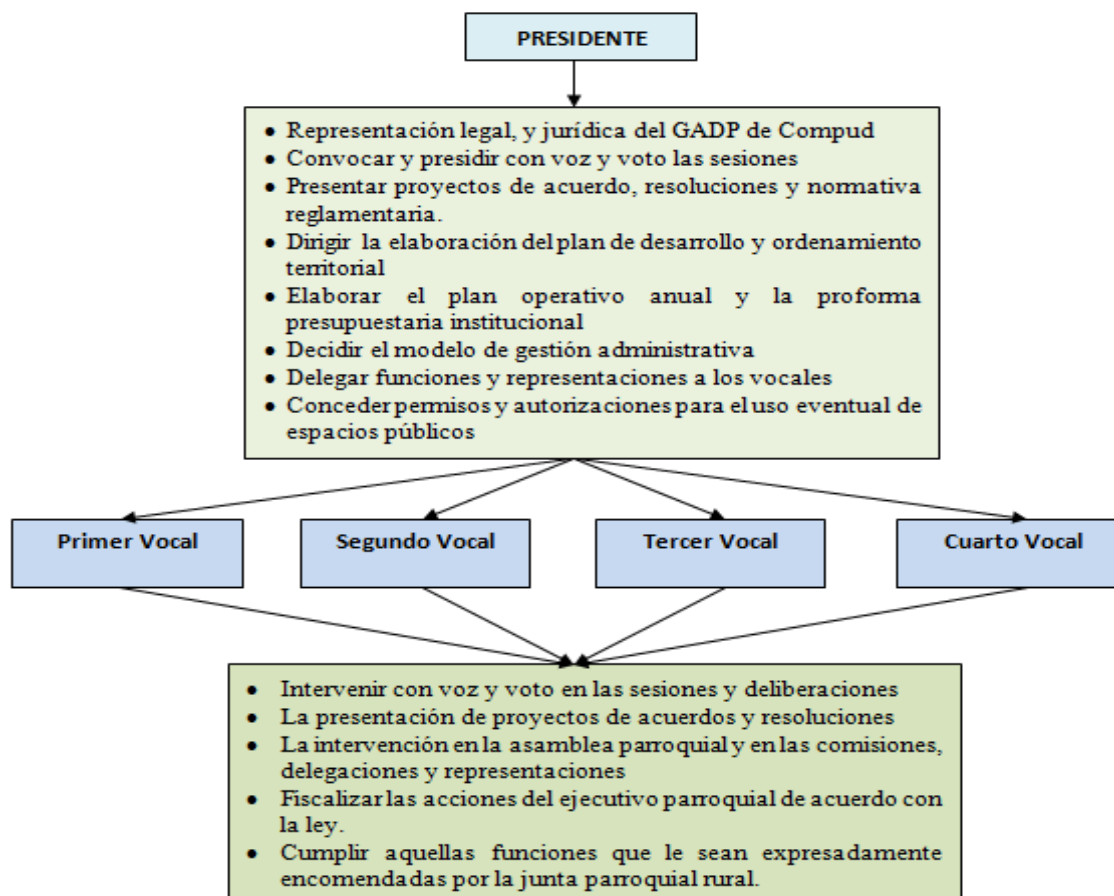 PRESIDENTE
• Representación legal, y jurídica del GADP de Compud
• Convocar y presidir con voz y voto las sesiones
• Presentar proyectos de acuerdo, resoluciones y normativa
reglamentaria.
• Dirigir la elaboración del plan de desarrollo y ordenamiento
territorial
• Elaborar el plan operativo anual y la proforma
presupuestaria institucional
• Decidir el modelo de gestión administrativa
• Delegar funciones y representaciones a los vocales
• Conceder permisos y autorizaciones para el uso eventual de
espacios públicos
Primer Vocal
Segundo Vocal
Tercer Vocal
Cuarto Vocal
• Intervenir con voz y voto en las sesiones y deliberaciones
• La presentación de proyectos de acuerdos y resoluciones
• La intervención en la asamblea parroquial y en las comisiones,
delegaciones y representaciones
• Fiscalizar las acciones del ejecutivo parroquial de acuerdo con
la ley.
• Cumplir aquellas funciones que le sean expresadamente
encomendadas por la junta parroquial rural.